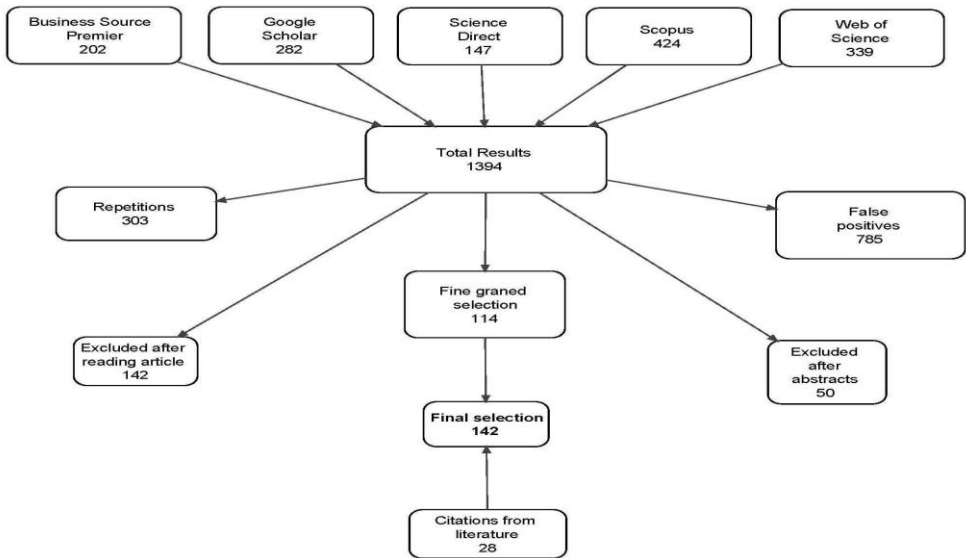 Business Source
Premier
202
Google
Scholar
282
Science
Direct
147
Scopus
424
Web of
Science
339
Total Results
1394
Repetitions
303
False
positives
785
Fine graned
selection
114
Excluded after
reading article
142
Excluded
after
abstracts
50
Final selection
142
Citations from
literature
28